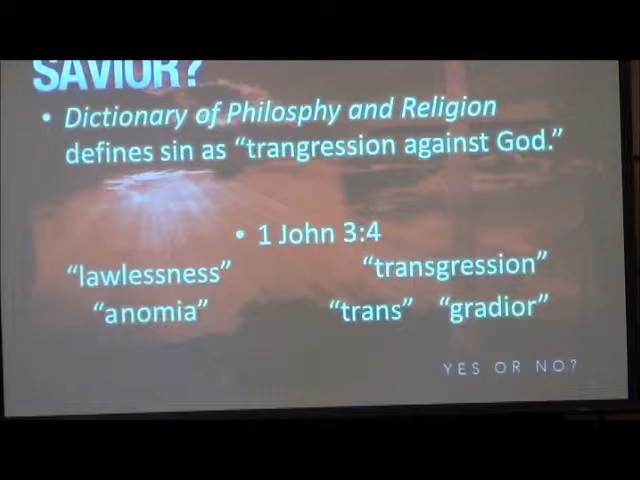 SAVIOR?
• Dictionary of Philosphy and Religion
defines sin as “trangression against God.”
• 1 John 3:4
“lawlessness” “transgression”
“anomia” “trans” “gradior”
YES OR NO?